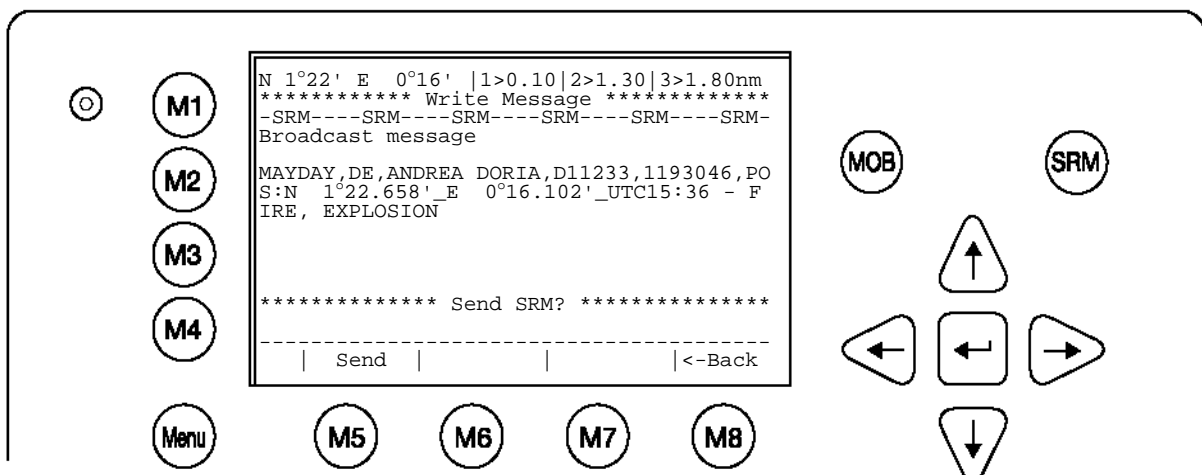 N 1°22' E  0°16' |1>0.10|2>1.30|3>1.80nm
************ Write Message *************
-SRM----SRM----SRM----SRM----SRM----SRM-
Broadcast message
MAYDAY,DE,ANDREA DORIA,D11233,1193046,PO
S:N  1°22.658'_E  0°16.102'_UTC15:36 - F
IRE, EXPLOSION
************** Send SRM? ***************
----------------------------------------
| Send | | |<-Back
M1
M2
M3
M4
Menu
M5
M6
M7
M8
MOB
SRM